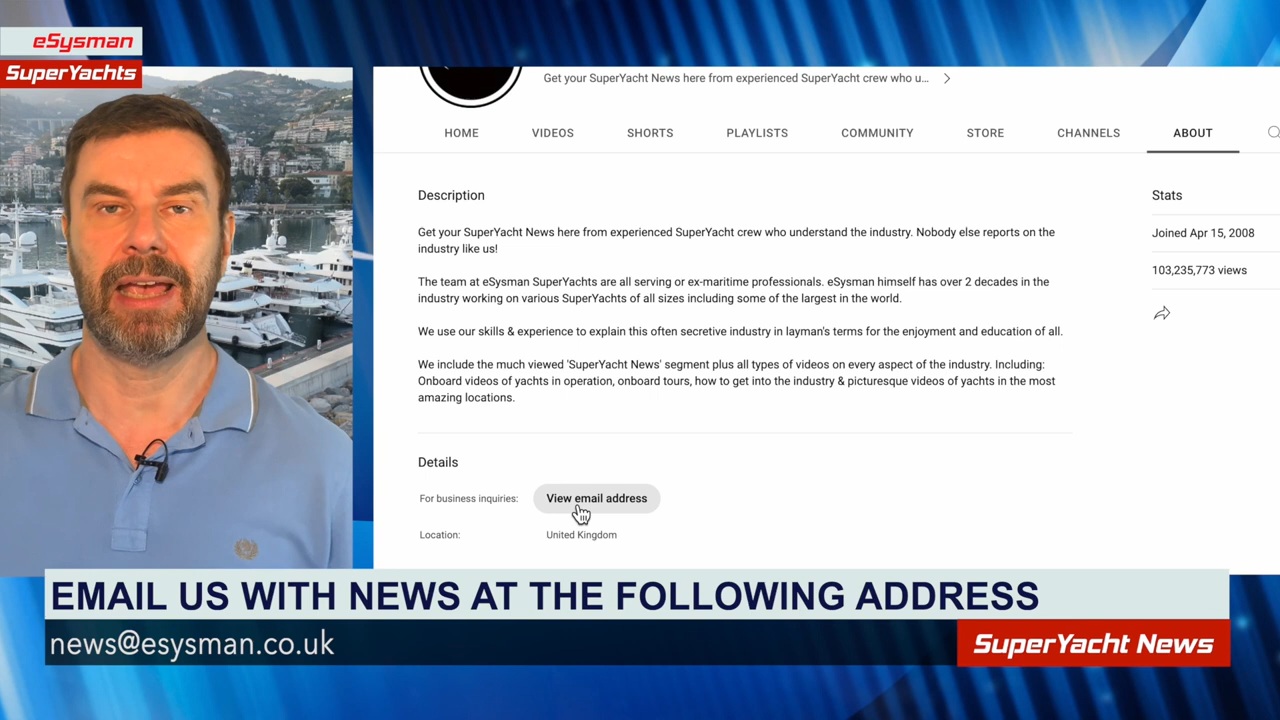 eSysman
SuperYachts
Get your SuperYacht News here from experienced SuperYacht crew who u...
HOME VIDEOS SHORTS PLAYLISTS COMMUNITY STORE CHANNELS ABOUT
Description
Get your SuperYacht News here from experienced SuperYacht crew who understand the industry. Nobody else reports on the
industry like us!
The team at eSysman SuperYachts are all serving or ex-maritime professionals. eSysman himself has over 2 decades in the
industry working on various SuperYachts of all sizes including some of the largest in the world.
We use our skills & experience to explain this often secretive industry in layman's terms for the enjoyment and education of all.
We include the much viewed 'SuperYacht News' segment plus all types of videos on every aspect of the industry. Including:
Onboard videos of yachts in operation, onboard tours, how to get into the industry & picturesque videos of yachts in the most
amazing locations.
Stats
Joined Apr 15, 2008
103,235,773 views
Details
For business inquiries: View email address
Location: United Kingdom
EMAIL US WITH NEWS AT THE FOLLOWING ADDRESS
news@esysman.co.uk
SuperYacht News